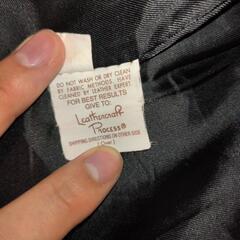 DO NOT WASH OR DRY CLEAN
BY FABRIC METHODS. HAVE
CLEANED BY LEATHER EXPERT.
FOR BEST RESULTS
GIVE TO:
Leathercraft
Process®
SHIPPING DIRECTIONS ON OTHER SIDE
(Over)